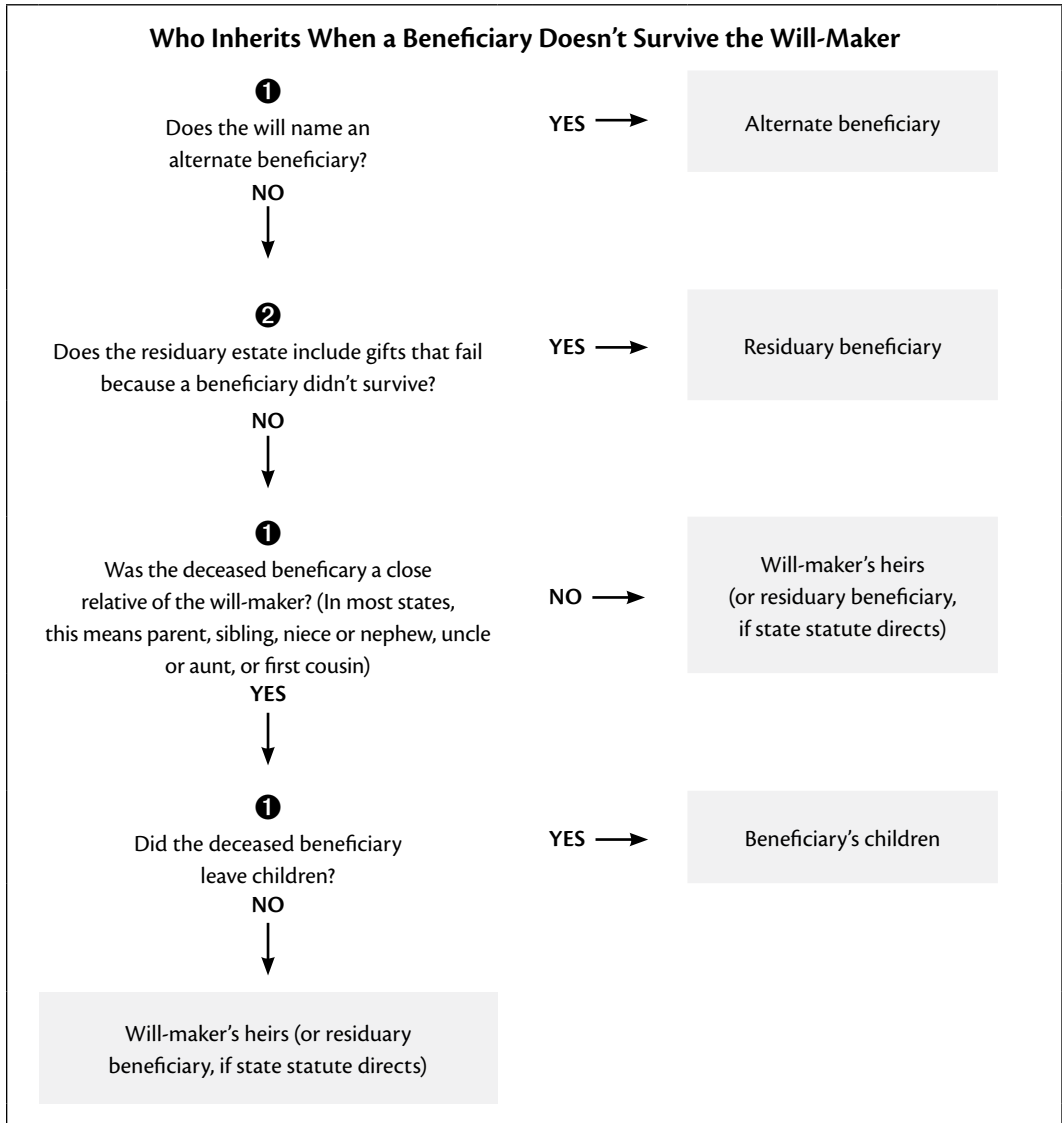 Who Inherits When a Beneficiary Doesn't Survive the Will-Maker
❶
Does the will name an
alternate beneficiary?
YES
Alternate beneficiary
NO
❷
Does the residuary estate include gifts that fail
because a beneficiary didn't survive?
YES
Residuary beneficiary
NO
❶
Was the deceased beneficary a close
relative of the will-maker? (In most states,
this means parent, sibling, niece or nephew, uncle
or aunt, or first cousin)
NO
Will-maker's heirs
(or residuary beneficiary,
if state statute directs)
YES
❶
Did the deceased beneficiary
leave children?
YES
Beneficiary's children
NO
Will-maker's heirs (or residuary
beneficiary, if state statute directs)